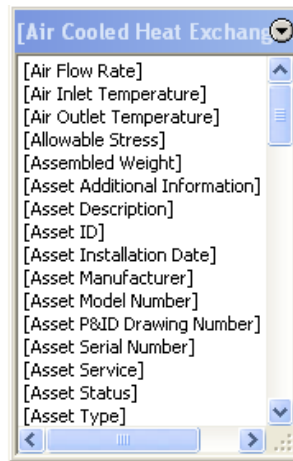 [Air Cooled Heat Exchang
[Air Flow Rate]
[Air Inlet Temperature]
[Air Outlet Temperature]
[Allowable Stress]
[Assembled Weight]
[Asset Additional Information]
[Asset Description]
[Asset ID]
[Asset Installation Date]
[Asset Manufacturer]
[Asset Model Number]
[Asset P&ID Drawing Number]
[Asset Serial Number]
[Asset Service]
[Asset Status]
[Asset Type]